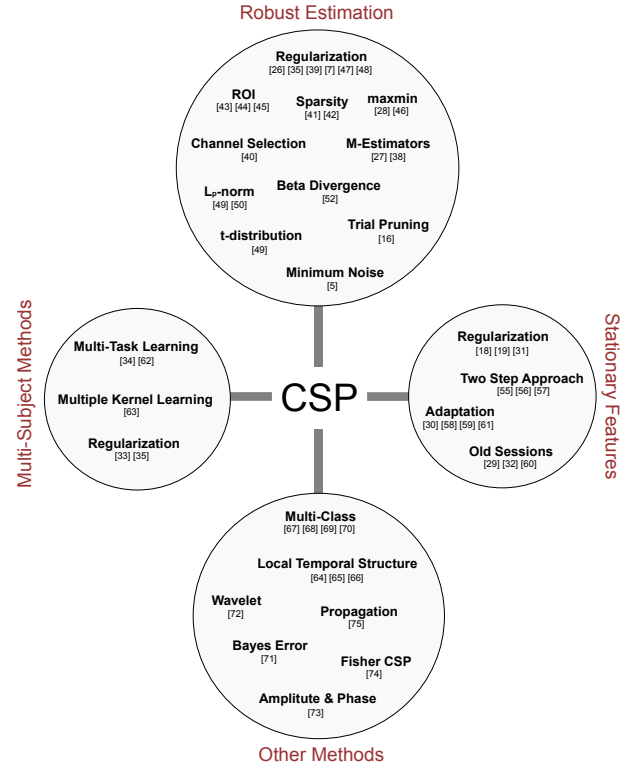 Robust Estimation
Regularization
[26] [35] [39] [7] [47] [48]
ROI
[43] [44] [45]
Sparsity
[41] [42]
maxmin
[28] [46]
Channel Selection
[40]
M-Estimators
[27] [38]
Lₚ-norm
[49] [50]
Beta Divergence
[52]
t-distribution
[49]
Trial Pruning
[16]
Minimum Noise
[5]
Multi-Subject Methods
Multi-Task Learning
[34] [62]
Multiple Kernel Learning
[63]
Regularization
[33] [35]
CSP
Stationary Features
Regularization
[18] [19] [31]
Two Step Approach
[55] [56] [57]
Adaptation
[30] [58] [59] [61]
Old Sessions
[29] [32] [60]
Multi-Class
[67] [68] [69] [70]
Local Temporal Structure
[64] [65] [66]
Wavelet
[72]
Propagation
[75]
Bayes Error
[71]
Fisher CSP
[74]
Amplitute & Phase
[73]
Other Methods